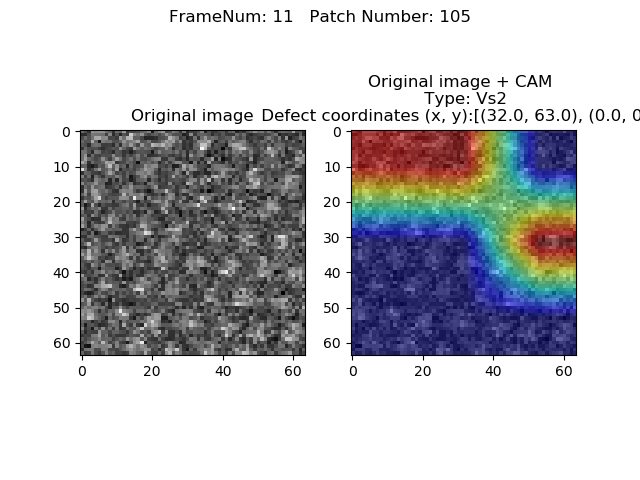 FrameNum: 11   Patch Number: 105
Original image + CAM
Type: Vs2
Original image
Defect coordinates (x, y):[(32.0, 63.0), (0.0, 0
0
10
20
30
40
50
60
0 20 40 60
0
10
20
30
40
50
60
0 20 40 60